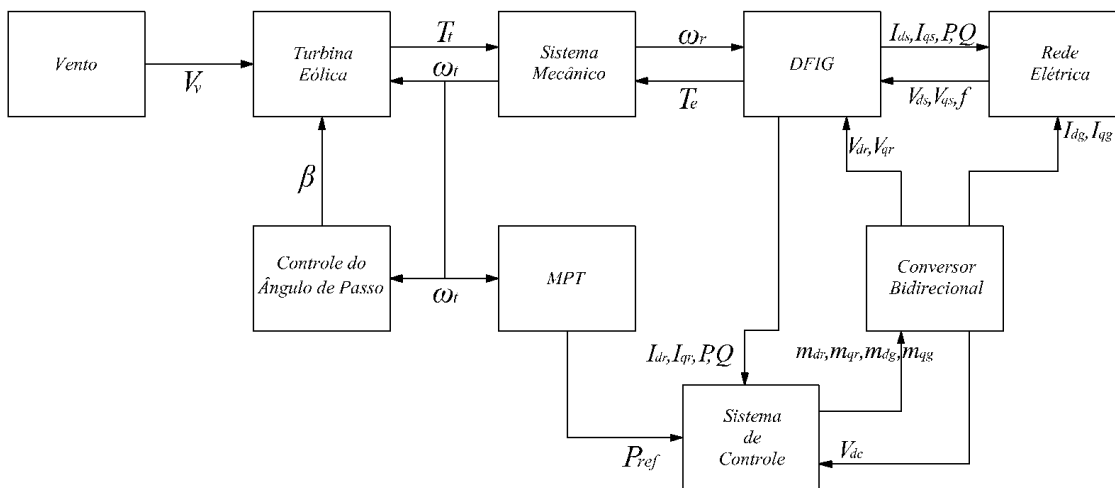 Vento
V_v
Turbina
Eólica
T_t
ω_t
Sistema
Mecânico
ω_r
T_e
DFIG
I_ds,I_qs,P,Q
V_ds,V_qs,f
Rede
Elétrica
V_dr,V_qr
I_dg,I_qg
β
Controle do
Ângulo de Passo
ω_t
MPT
Conversor
Bidirecional
I_dr,I_qr,P,Q
m_dr,m_qr,m_dg,m_qg
P_ref
Sistema
de
Controle
V_dc